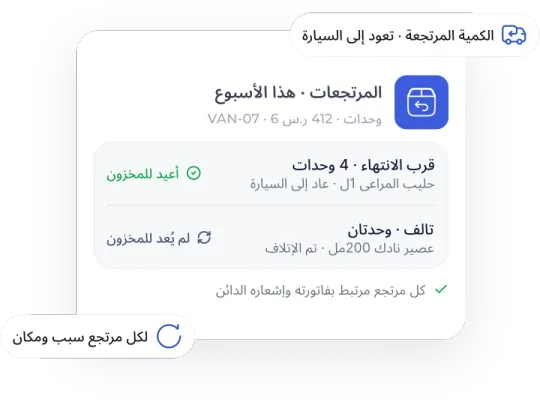 الكمية المرتجعة · تعود إلى السيارة
المرتجعات · هذا الأسبوع
وحدات · 412 ر.س 6 · VAN-07
قرب الانتهاء · 4 وحدات
أعيد للمخزون
حليب المراعى 1ل · عاد إلى السيارة
تالف · وحدتان
لم يُعد للمخزون
عصير نادك 200مل · تم الإتلاف
كل مرتجع مرتبط بفاتورته وإشعاره الدائن
لكل مرتجع سبب ومكان